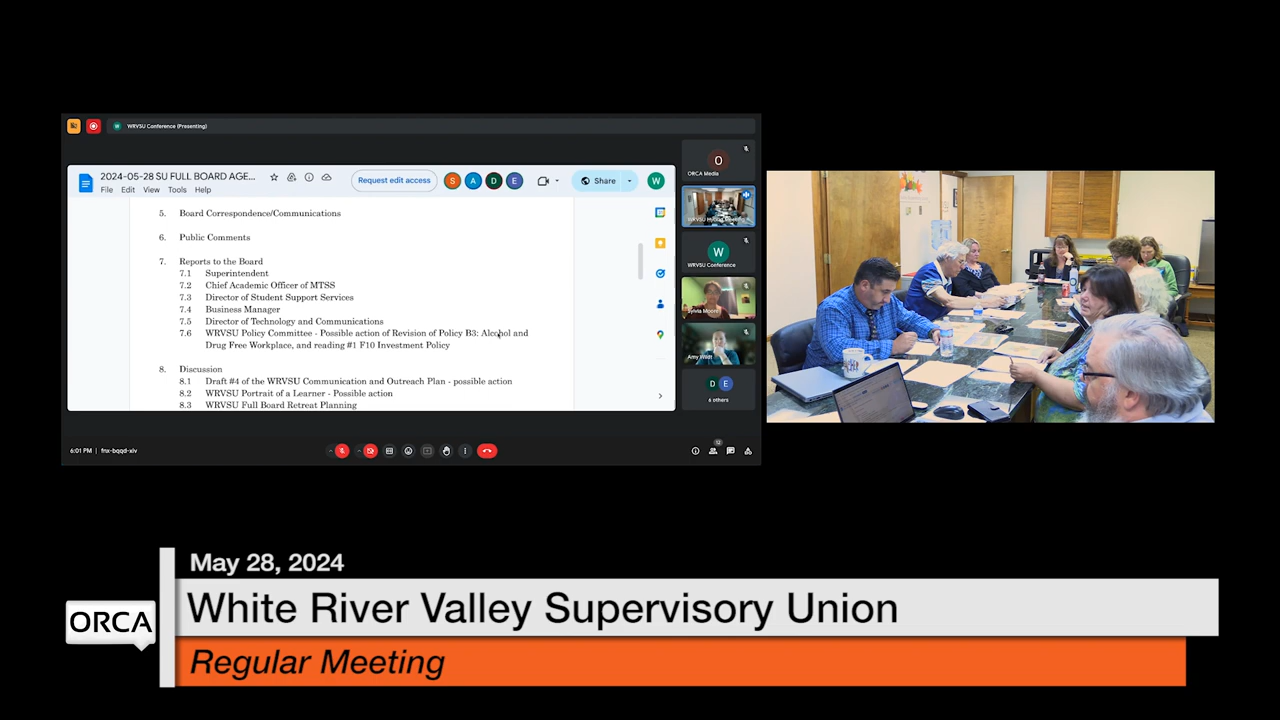 WRVSU Conference (Presenting)
2024-05-28 SU FULL BOARD AGE...
File Edit View Tools Help
Request edit access
S A D E
Share
W
5. Board Correspondence/Communications
6. Public Comments
7. Reports to the Board
7.1 Superintendent
7.2 Chief Academic Officer of MTSS
7.3 Director of Student Support Services
7.4 Business Manager
7.5 Director of Technology and Communications
7.6 WRVSU Policy Committee - Possible action of Revision of Policy B3: Alcohol and
Drug Free Workplace, and reading #1 F10 Investment Policy
8. Discussion
8.1 Draft #4 of the WRVSU Communication and Outreach Plan - possible action
8.2 WRVSU Portrait of a Learner - Possible action
8.3 WRVSU Full Board Retreat Planning
O
ORCA Media
W
WRVSU Conference
Sylvia Moore
Amy Wildt
D E
6 others
6:01 PM | fnx-bqqd-xiv
12
May 28, 2024
White River Valley Supervisory Union
ORCA
Regular Meeting